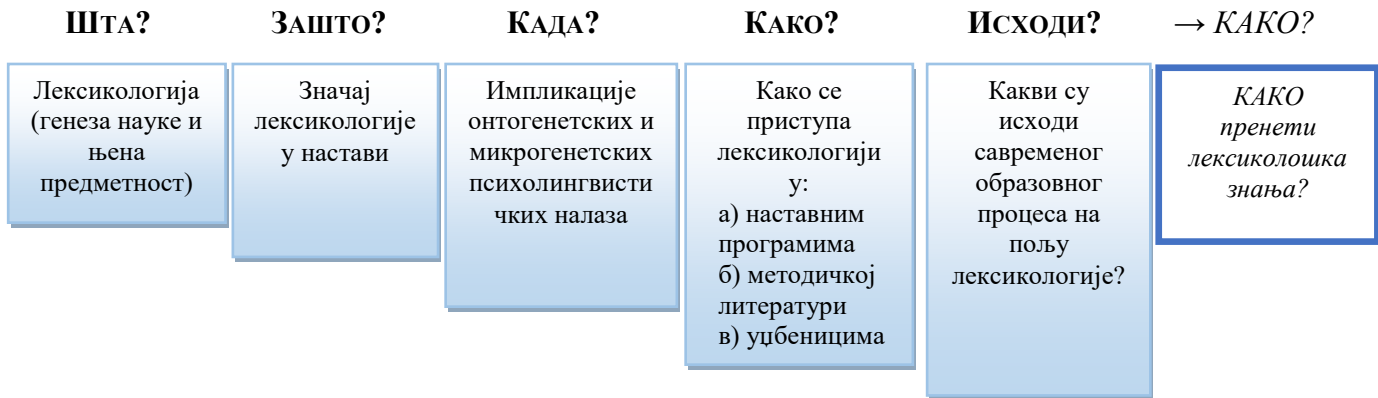 ШТА?
Лексикологија
(генеза науке и
њена
предметност)
ЗАШТО?
Значај
лексикологије
у настави
КАДА?
Импликације
онтогенетских и
микрогенетских
психолингвисти
чких налаза
КАКО?
Како се
приступа
лексикологији
у:
а) наставним
програмима
б) методичкој
литератури
в) уџбеницима
ИСХОДИ?
Какви су
исходи
савременог
образовног
процеса на
пољу
лексикологије?
→ КАКО?
КАКО
пренети
лексиколошка
знања?